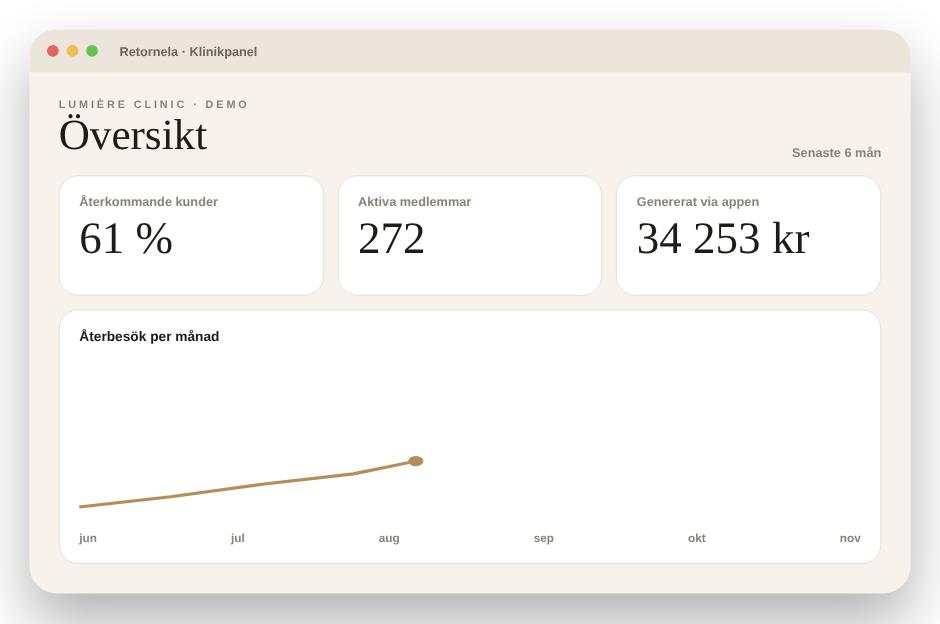 Retornela · Klinikpanel
LUMIÈRE CLINIC · DEMO
Översikt
Senaste 6 mån
Återkommande kunder
61 %
Aktiva medlemmar
272
Genererat via appen
34 253 kr
Återbesök per månad
jun jul aug sep okt nov